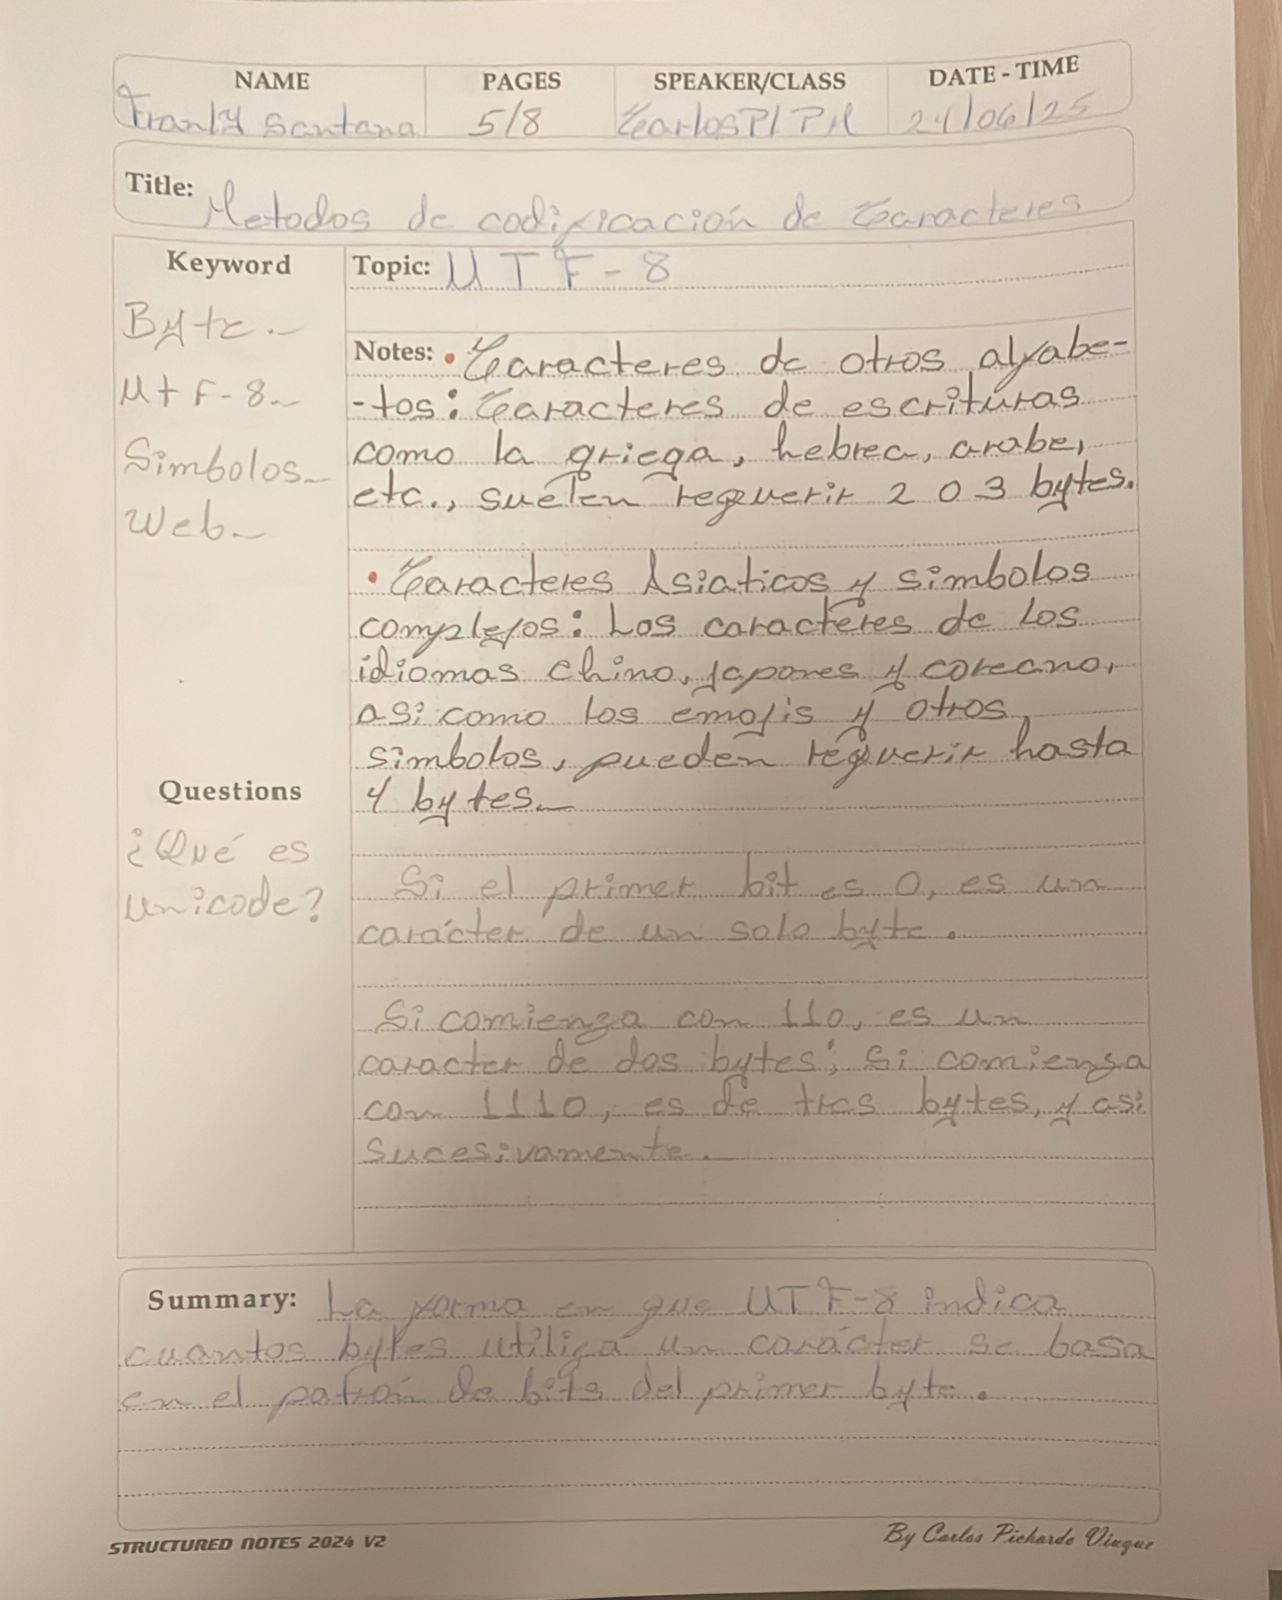 NAME PAGES SPEAKER/CLASS DATE - TIME
Franly Santana 5/8 CarlosP/ PM 24/06/25
Title: Metodos de codificación de Caracteres
Keyword
Byte.
UTF-8
Simbolos
Web
Topic: UTF-8
Notes: • Caracteres de otros alfabe-
-tos: Caracteres de escrituras
como la griega, hebrea, arabe,
etc., suelen requerir 2 o 3 bytes.
• Caracteres Asiaticos y simbolos
complejos: Los caracteres de los
idiomas chino, japones y coreano,
asi como los emojis y otros
simbolos, pueden requerir hasta
4 bytes.
Questions
¿Qué es
Unicode?
Si el primer bit es 0, es un
carácter de un solo byte.
Si comienza con 110, es un
caracter de dos bytes; si comienza
con 1110, es de tres bytes, y asi
sucesivamente.
Summary: La forma en que UTF-8 indica
cuantos bytes utiliza un carácter se basa
en el patrón de bits del primer byte.
STRUCTURED NOTES 2024 V2
By Carlos Pichardo Viuque